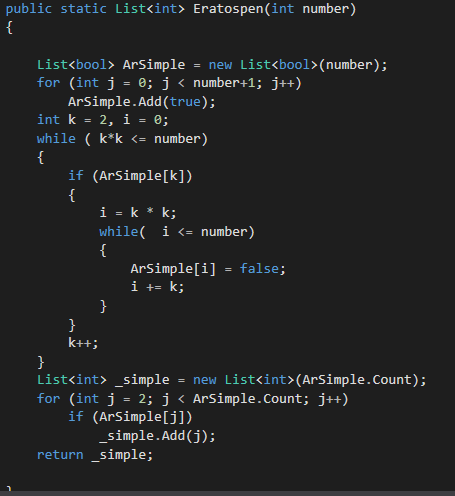 public static List<int> Eratospen(int number)
{
List<bool> ArSimple = new List<bool>(number);
for (int j = 0; j < number+1; j++)
ArSimple.Add(true);
int k = 2, i = 0;
while ( k*k <= number)
{
if (ArSimple[k])
{
i = k * k;
while(  i <= number)
{
ArSimple[i] = false;
i += k;
}
}
k++;
}
List<int> _simple = new List<int>(ArSimple.Count);
for (int j = 2; j < ArSimple.Count; j++)
if (ArSimple[j])
_simple.Add(j);
return _simple;
}